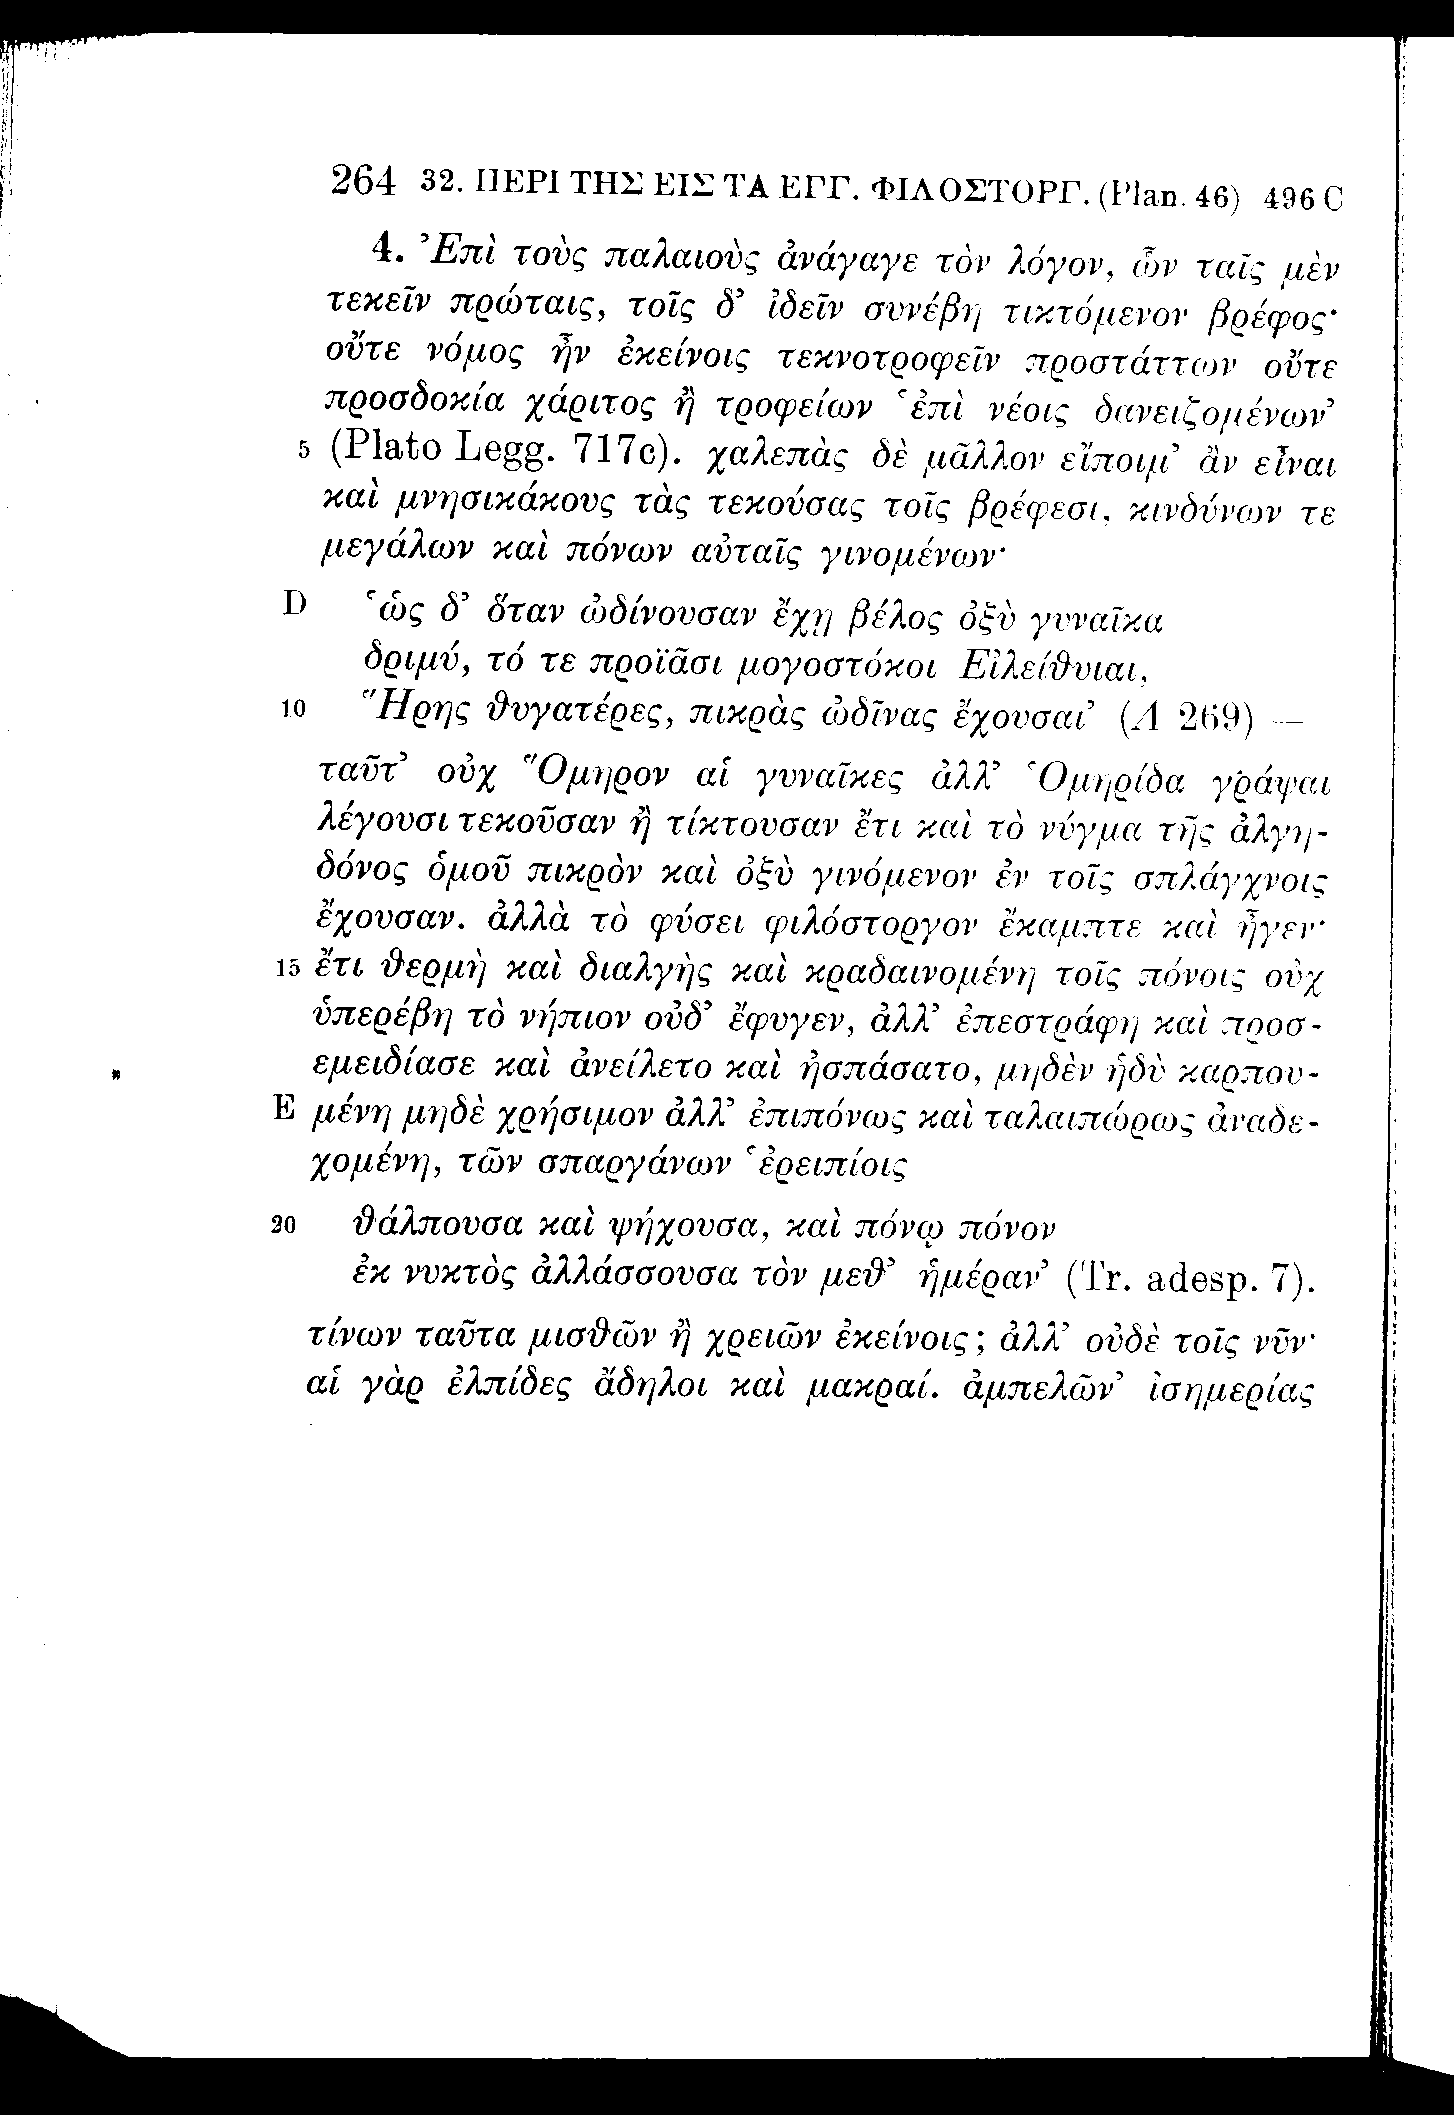 264 32. ΠΕΡΙ ΤΗΣ ΕΙΣ ΤΑ ΕΓΓ. ΦΙΛΟΣΤΟΡΓ. (Plan. 46) 496 C
4. Ἐπὶ τοὺς παλαιοὺς ἀνάγαγε τὸν λόγον, ὧν ταῖς μὲν
τεκεῖν πρώταις, τοῖς δ’ ἰδεῖν συνέβη τικτόμενον βρέφος·
οὔτε νόμος ἦν ἐκείνοις τεκνοτροφεῖν προστάττων οὔτε
προσδοκία χάριτος ἢ τροφείων ‘ἐπὶ νέοις δανειζομένων’
5 (Plato Legg. 717c). χαλεπὰς δὲ μᾶλλον εἴποιμ’ ἂν εἶναι
καὶ μνησικάκους τὰς τεκούσας τοῖς βρέφεσι, κινδύνων τε
μεγάλων καὶ πόνων αὐταῖς γινομένων·
D ‘ὡς δ’ ὅταν ὠδίνουσαν ἔχῃ βέλος ὀξὺ γυναῖκα
δριμύ, τό τε προϊᾶσι μογοστόκοι Εἰλείθυιαι,
10 Ἥρης θυγατέρες, πικρὰς ὠδῖνας ἔχουσαι’ (Λ 269) —
ταῦτ’ οὐχ Ὅμηρον αἱ γυναῖκες ἀλλ’ Ὁμηρίδα γράψαι
λέγουσι τεκοῦσαν ἢ τίκτουσαν ἔτι καὶ τὸ νύγμα τῆς ἀλγη-
δόνος ὁμοῦ πικρὸν καὶ ὀξὺ γινόμενον ἐν τοῖς σπλάγχνοις
ἔχουσαν. ἀλλὰ τὸ φύσει φιλόστοργον ἔκαμπτε καὶ ἦγεν·
15 ἔτι θερμὴ καὶ διαλγὴς καὶ κραδαινομένη τοῖς πόνοις οὐχ
ὑπερέβη τὸ νήπιον οὐδ’ ἔφυγεν, ἀλλ’ ἐπεστράφη καὶ προσ-
εμειδίασε καὶ ἀνείλετο καὶ ἠσπάσατο, μηδὲν ἡδὺ καρπου-
E μένη μηδὲ χρήσιμον ἀλλ’ ἐπιπόνως καὶ ταλαιπώρως ἀναδε-
χομένη, τῶν σπαργάνων ‘ἐρειπίοις
20 θάλπουσα καὶ ψήχουσα, καὶ πόνῳ πόνον
ἐκ νυκτὸς ἀλλάσσουσα τὸν μεθ’ ἡμέραν’ (Tr. adesp. 7).
τίνων ταῦτα μισθῶν ἢ χρειῶν ἐκείνοις; ἀλλ’ οὐδὲ τοῖς νῦν·
αἱ γὰρ ἐλπίδες ἄδηλοι καὶ μακραί. ἀμπελῶν’ ἰσημερίας